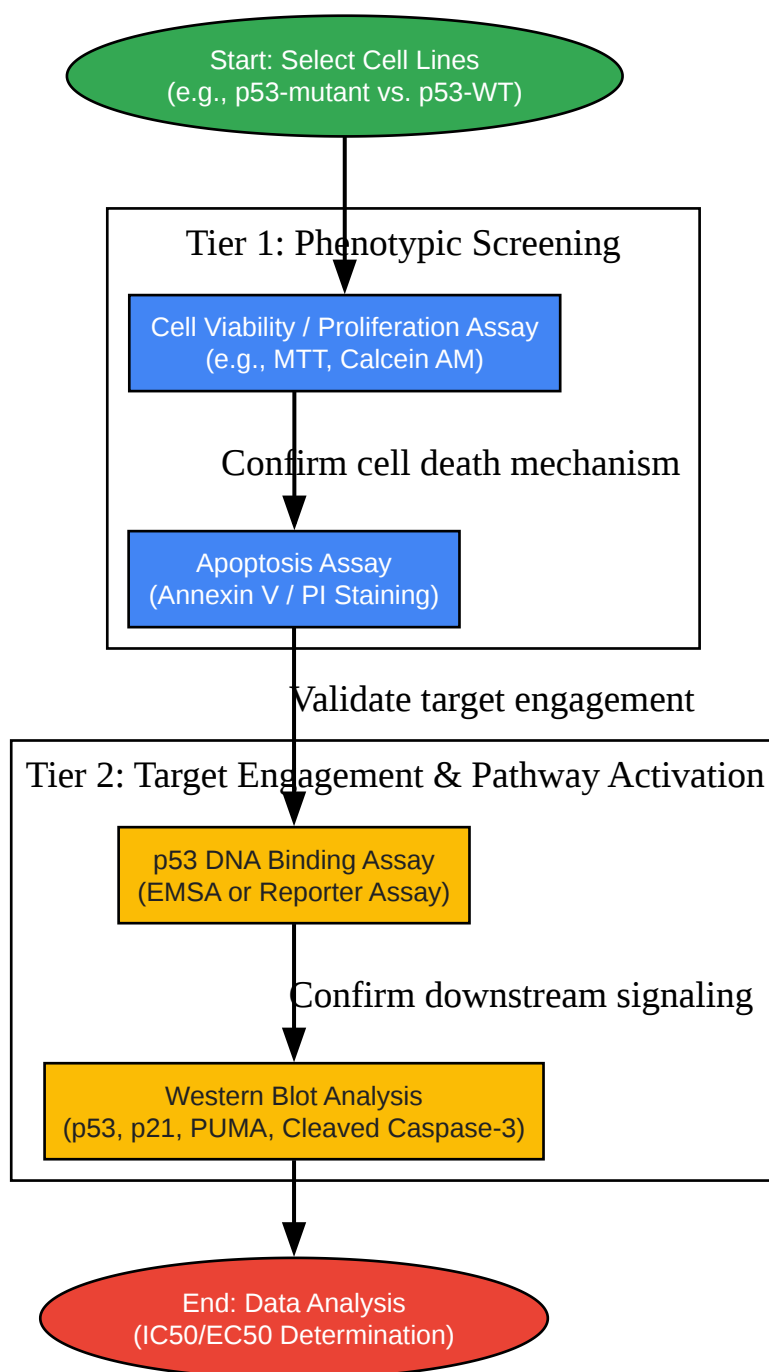 Start: Select Cell Lines
(e.g., p53-mutant vs. p53-WT)
Tier 1: Phenotypic Screening
Cell Viability / Proliferation Assay
(e.g., MTT, Calcein AM)
Confirm cell death mechanism
Apoptosis Assay
(Annexin V / PI Staining)
Validate target engagement
Tier 2: Target Engagement & Pathway Activation
p53 DNA Binding Assay
(EMSA or Reporter Assay)
Confirm downstream signaling
Western Blot Analysis
(p53, p21, PUMA, Cleaved Caspase-3)
End: Data Analysis
(IC50/EC50 Determination)